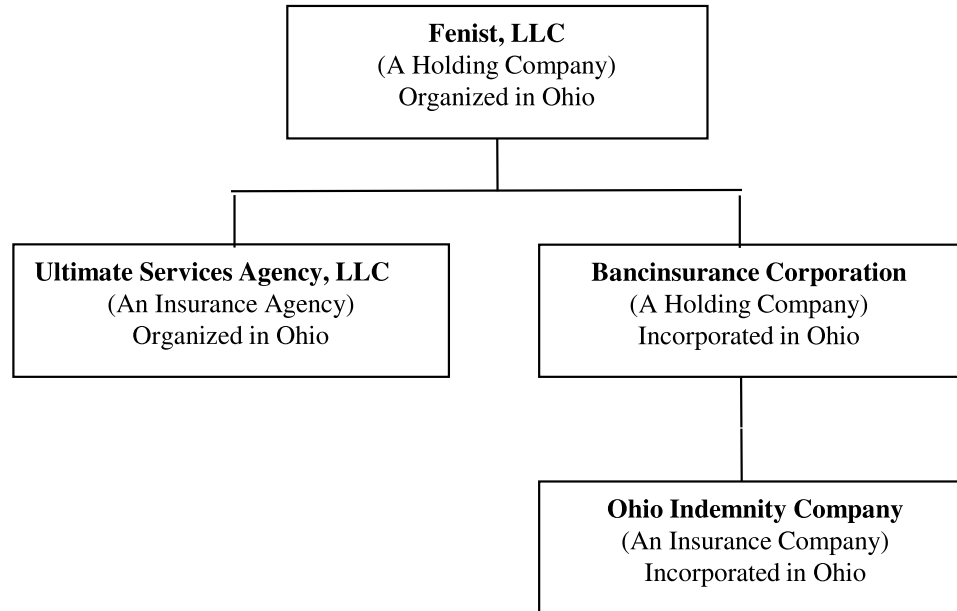 Fenist, LLC
(A Holding Company)
Organized in Ohio
Ultimate Services Agency, LLC
(An Insurance Agency)
Organized in Ohio
Bancinsurance Corporation
(A Holding Company)
Incorporated in Ohio
Ohio Indemnity Company
(An Insurance Company)
Incorporated in Ohio